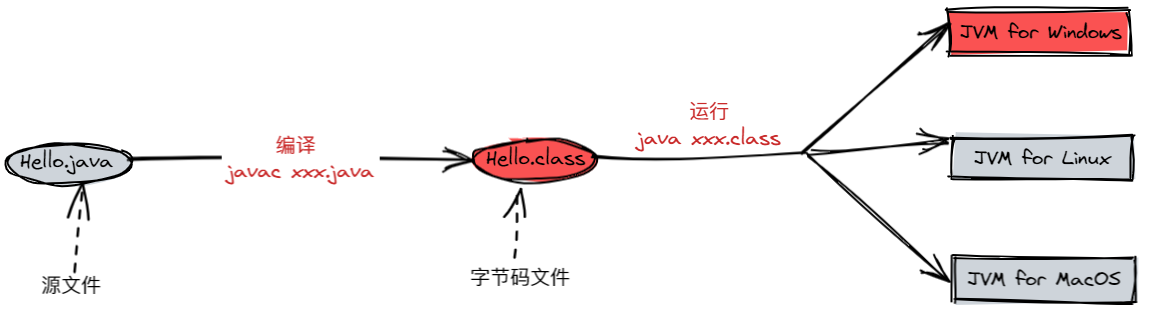 Hello.java
编译
javac xxx.java
Hello.class
运行
java xxx.class
JVM for Windows
JVM for Linux
JVM for MacOS
源文件
字节码文件